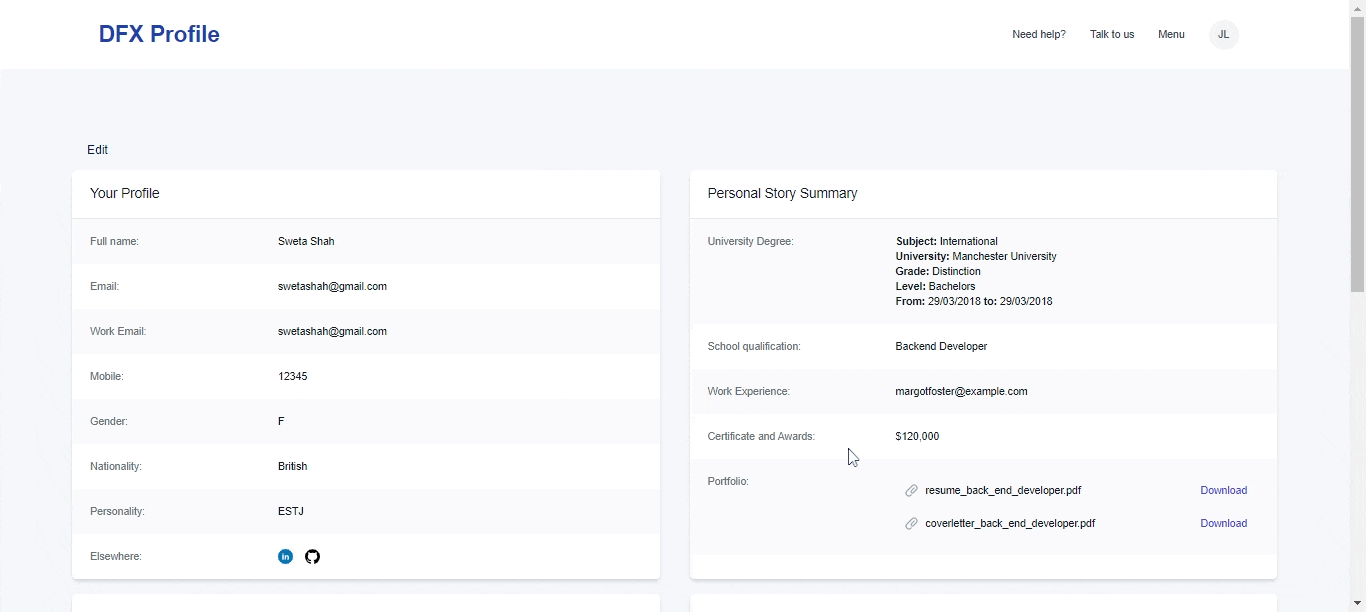 DFX Profile
Need help? Talk to us Menu JL
Edit
Your Profile
Full name: Sweta Shah
Email: swetashah@gmail.com
Work Email: swetashah@gmail.com
Mobile: 12345
Gender: F
Nationality: British
Personality: ESTJ
Elsewhere: in
Personal Story Summary
University Degree: Subject: International
University: Manchester University
Grade: Distinction
Level: Bachelors
From: 29/03/2018 to: 29/03/2018
School qualification: Backend Developer
Work Experience: margotfoster@example.com
Certificate and Awards: $120,000
Portfolio:
resume_back_end_developer.pdf Download
coverletter_back_end_developer.pdf Download